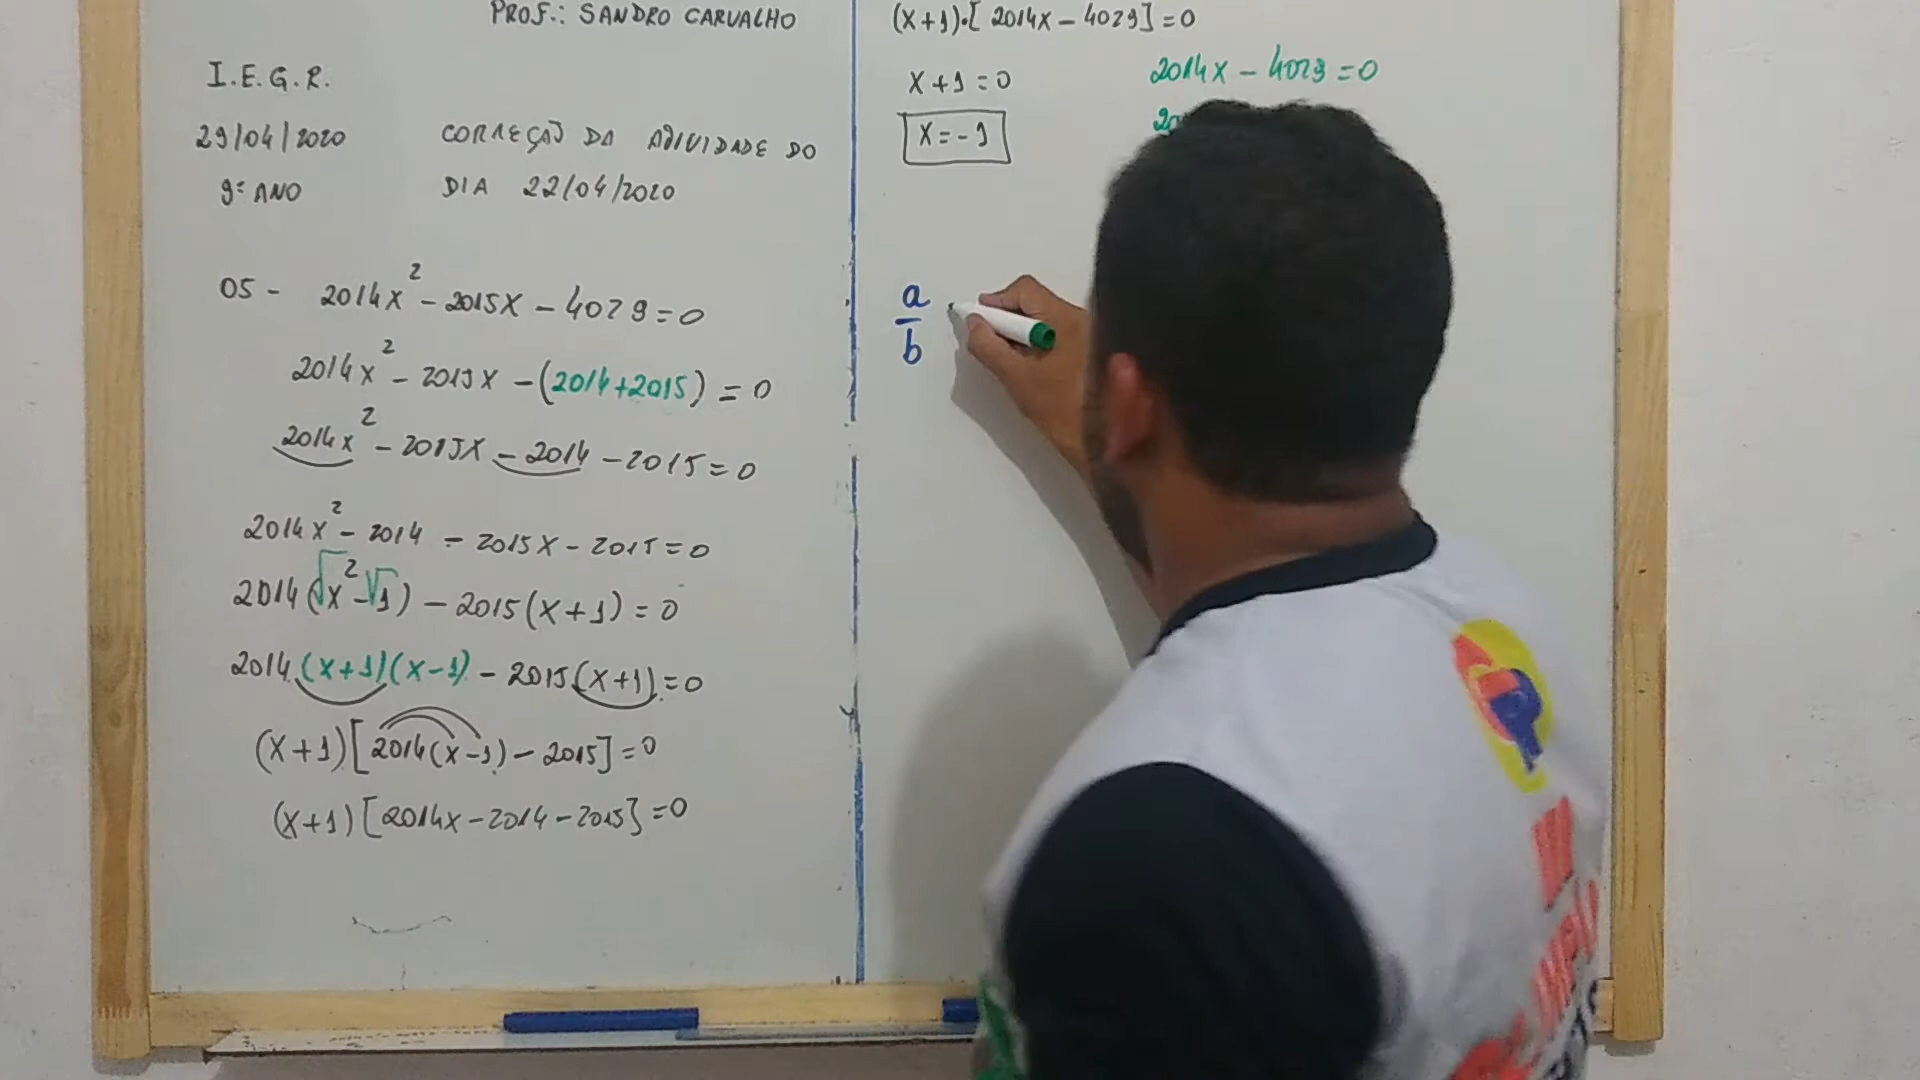 PROF.: SANDRO CARVALHO
I.E.G.R.
29/04/2020
9º ANO
CORREÇÃO DA ATIVIDADE DO
DIA 22/04/2020
05 - 2014x² - 2015x - 4029 = 0
2014x² - 2015x - (2014+2015) = 0
2014x² - 2015x - 2014 - 2015 = 0
2014x² - 2014 - 2015x - 2015 = 0
2014(√x² - √1) - 2015(x+1) = 0
2014.(x+1)(x-1) - 2015(x+1) = 0
(x+1)[2014(x-1) - 2015] = 0
(x+1)[2014x - 2014 - 2015] = 0
(x+1)·[2014x - 4029] = 0
x+1 = 0
x = -1
2014x - 4029 = 0
a
b